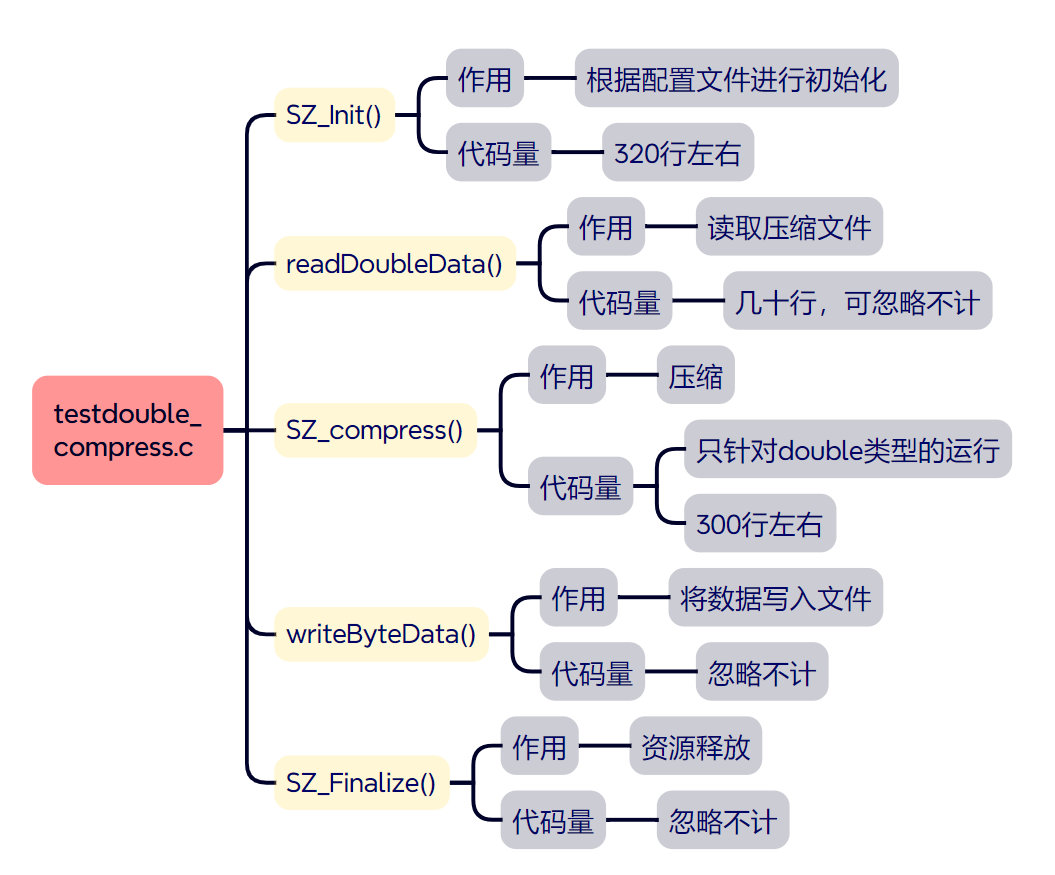 testdouble_
compress.c
SZ_Init()
作用
根据配置文件进行初始化
代码量
320行左右
readDoubleData()
作用
读取压缩文件
代码量
几十行，可忽略不计
SZ_compress()
作用
压缩
代码量
只针对double类型的运行
300行左右
writeByteData()
作用
将数据写入文件
代码量
忽略不计
SZ_Finalize()
作用
资源释放
代码量
忽略不计